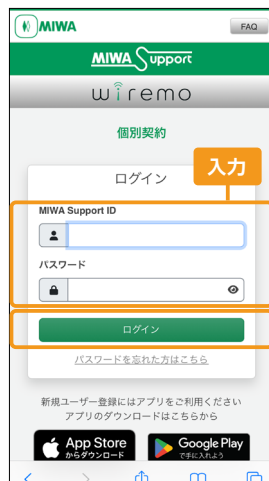 MIWA
FAQ
MIWA Support
wiremo
個別契約
ログイン
入力
MIWA Support ID
パスワード
ログイン
パスワードを忘れた方はこちら
新規ユーザー登録にはアプリをご利用ください
アプリのダウンロードはこちらから
App Store
からダウンロード
Google Play
で手に入れよう